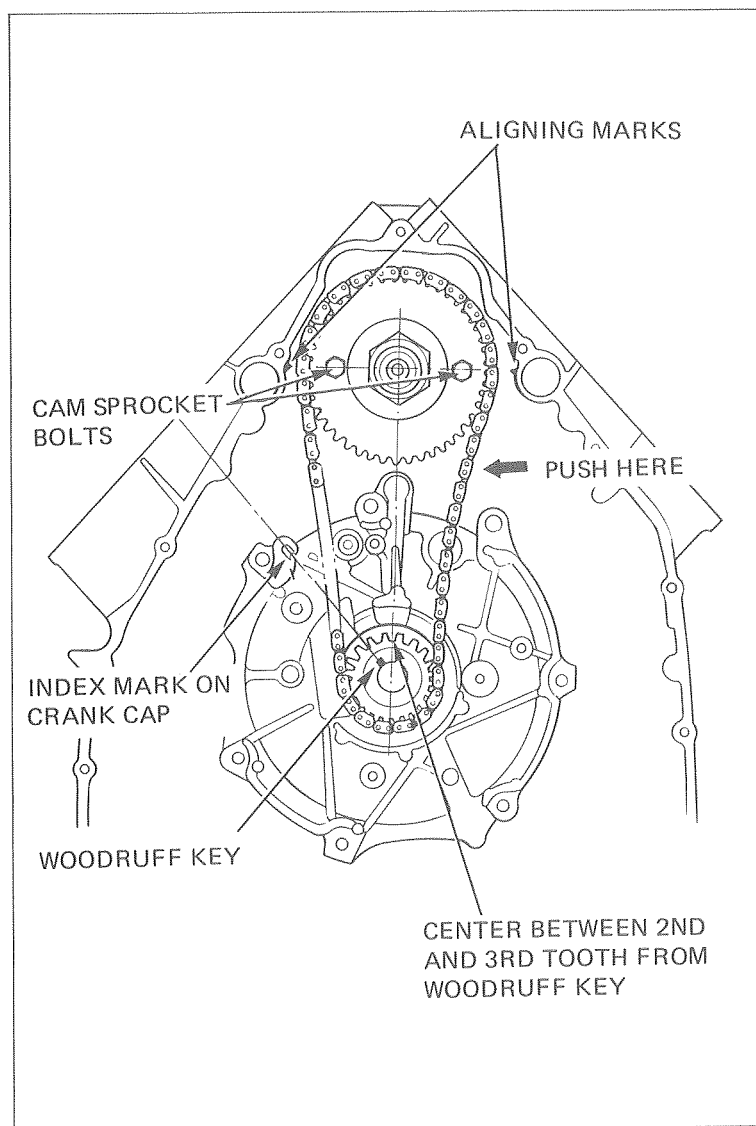 ALIGNING MARKS
CAM SPROCKET
BOLTS
PUSH HERE
INDEX MARK ON
CRANK CAP
WOODRUFF KEY
CENTER BETWEEN 2ND
AND 3RD TOOTH FROM
WOODRUFF KEY